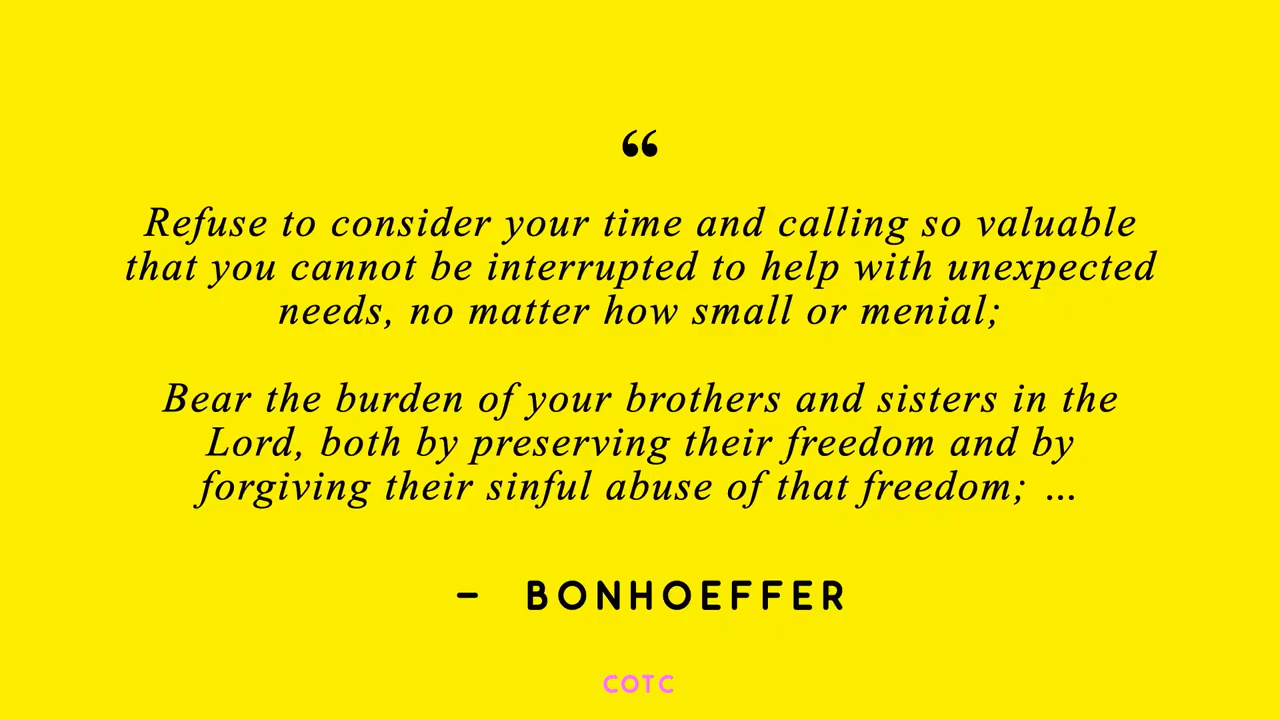 “
Refuse to consider your time and calling so valuable
that you cannot be interrupted to help with unexpected
needs, no matter how small or menial;
Bear the burden of your brothers and sisters in the
Lord, both by preserving their freedom and by
forgiving their sinful abuse of that freedom; ...
– BONHOEFFER
COTC